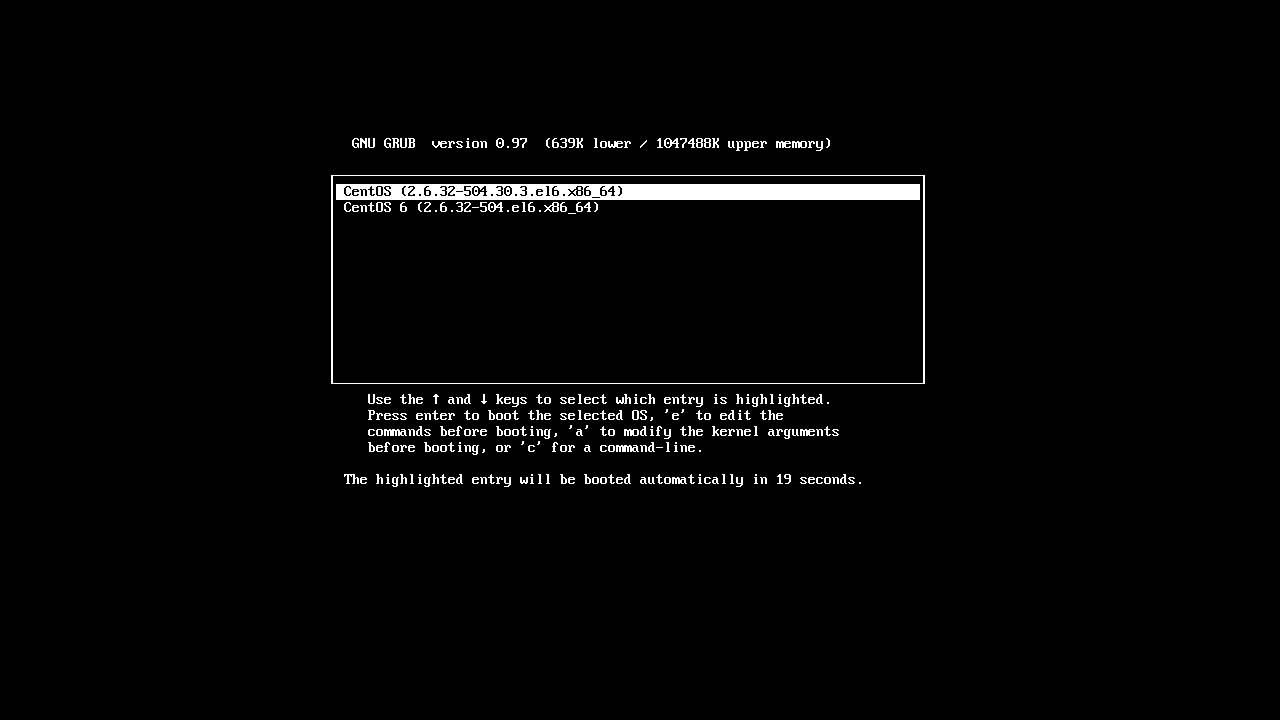 GNU GRUB  version 0.97  (639K lower / 1047488K upper memory)
CentOS (2.6.32-504.30.3.el6.x86_64)
CentOS 6 (2.6.32-504.el6.x86_64)
Use the ↑ and ↓ keys to select which entry is highlighted.
Press enter to boot the selected OS, 'e' to edit the
commands before booting, 'a' to modify the kernel arguments
before booting, or 'c' for a command-line.
The highlighted entry will be booted automatically in 19 seconds.